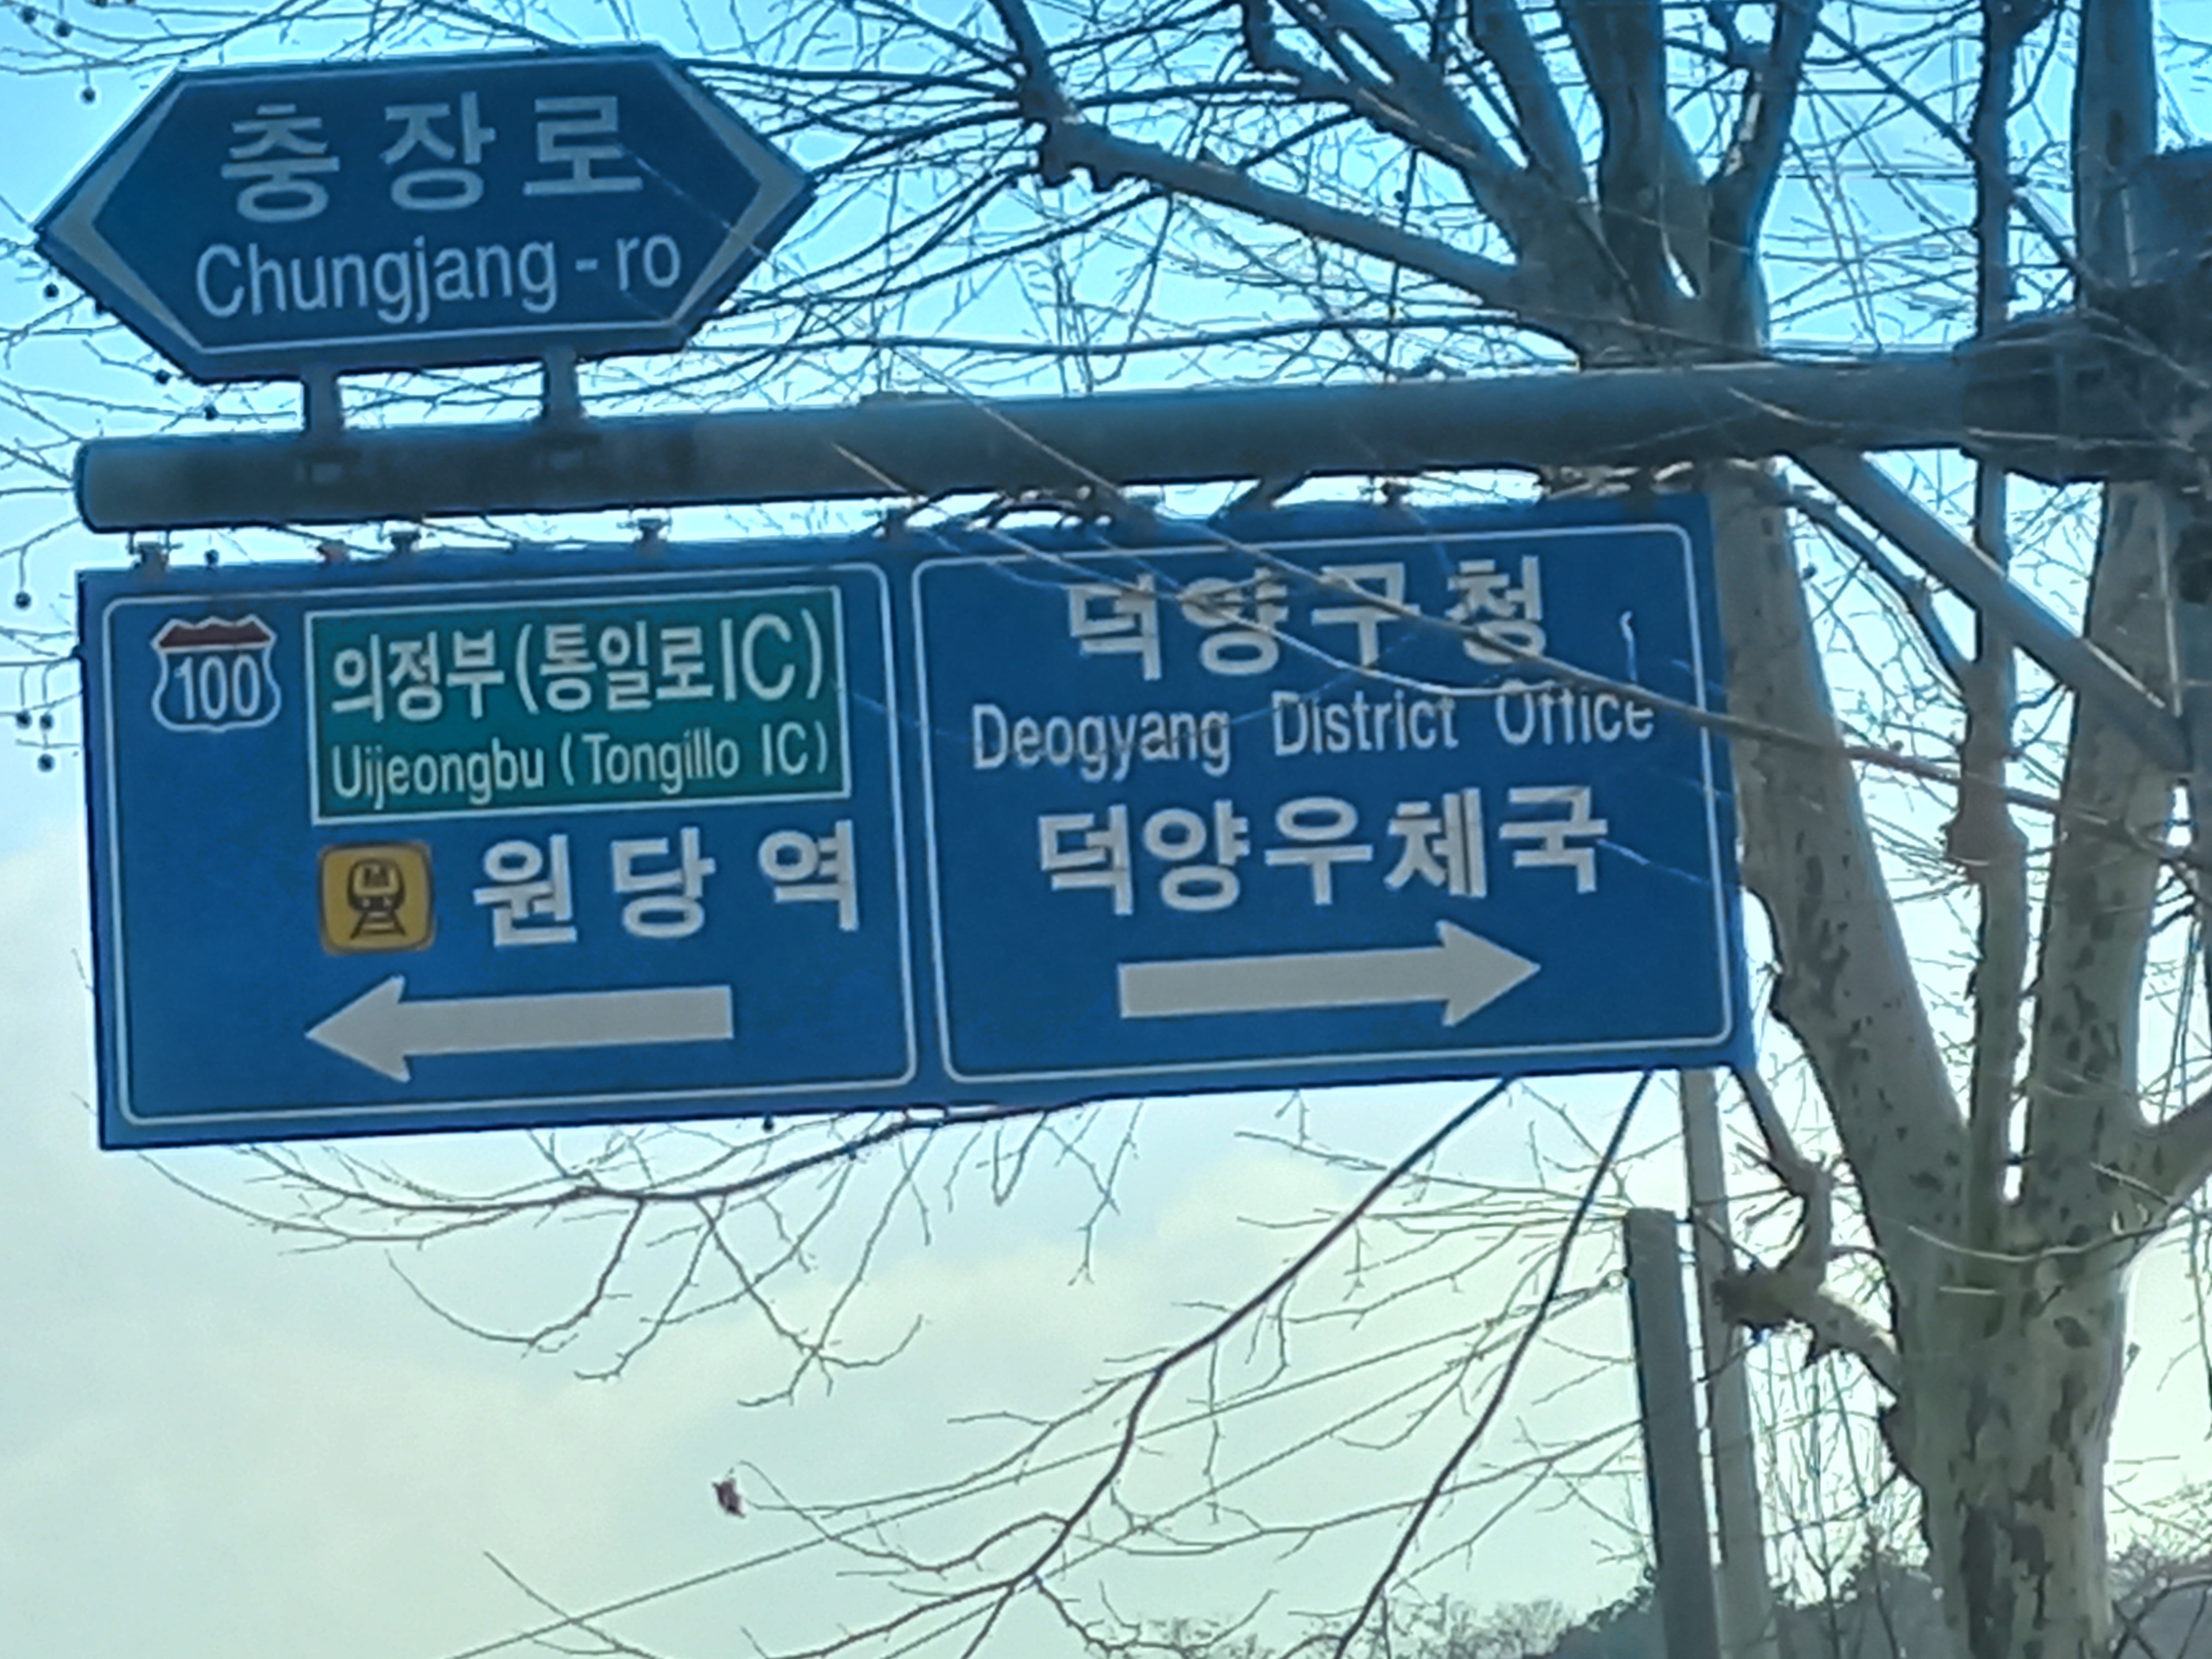 충장로
Chungjang-ro
100
의정부(통일로IC)
Uijeongbu (Tongillo IC)
원당역
덕양구청
Deogyang District Office
덕양우체국